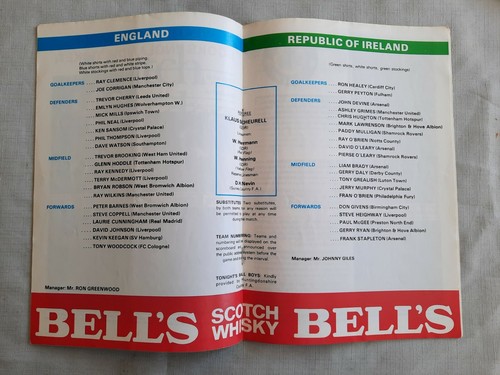 ENGLAND
(White shirts with red and blue piping.
Blue shorts with red and white stripe
White stockings with red and blue tops.)
GOALKEEPERS RAY CLEMENCE (Liverpool)
JOE CORRIGAN (Manchester City)
DEFENDERS TREVOR CHERRY (Leeds United)
EMLYN HUGHES (Wolverhampton W.)
MICK MILLS (Ipswich Town)
PHIL NEAL (Liverpool)
KEN SANSOM (Crystal Palace)
PHIL THOMPSON (Liverpool)
DAVE WATSON (Southampton)
MIDFIELD TREVOR BROOKING (West Ham United)
GLENN HODDLE (Tottenham Hotspur)
RAY KENNEDY (Liverpool)
TERRY McDERMOTT (Liverpool)
BRYAN ROBSON (West Bromwich Albion)
RAY WILKINS (Manchester United)
FORWARDS PETER BARNES (West Bromwich Albion)
STEVE COPPELL (Manchester United)
LAURIE CUNNINGHAM (Real Madrid)
DAVID JOHNSON (Liverpool)
KEVIN KEEGAN (SV Hamburg)
TONY WOODCOCK (FC Cologne)
Manager: Mr. RON GREENWOOD
KLAUS SCHEURELL
SUBSTITUTES: Two substitutes,
TEAM NUMBERING: Teams and
TONIGHT'S BALL BOYS: Kindly
REPUBLIC OF IRELAND
(Green shirts, white shorts, green stockings)
GOALKEEPERS RON HEALEY (Cardiff City)
GERRY PEYTON (Fulham)
DEFENDERS JOHN DEVINE (Arsenal)
ASHLEY GRIMES (Manchester United)
CHRIS HUGHTON (Tottenham Hotspur)
MARK LAWRENSON (Brighton & Hove Albion)
PADDY MULLIGAN (Shamrock Rovers)
RAY O'BRIEN (Notts County)
DAVID O'LEARY (Arsenal)
PIERSE O'LEARY (Shamrock Rovers)
MIDFIELD LIAM BRADY (Arsenal)
GERRY DALY (Derby County)
TONY GREALISH (Luton Town)
JERRY MURPHY (Crystal Palace)
FRAN O'BRIEN (Philadelphia Fury)
FORWARDS DON GIVENS (Birmingham City)
STEVE HEIGHWAY (Liverpool)
PAUL McGEE (Preston North End)
GERRY RYAN (Brighton & Hove Albion)
FRANK STAPLETON (Arsenal)
Manager: Mr. JOHNNY GILES
BELL'S SCOTCH WHISKY BELL'S